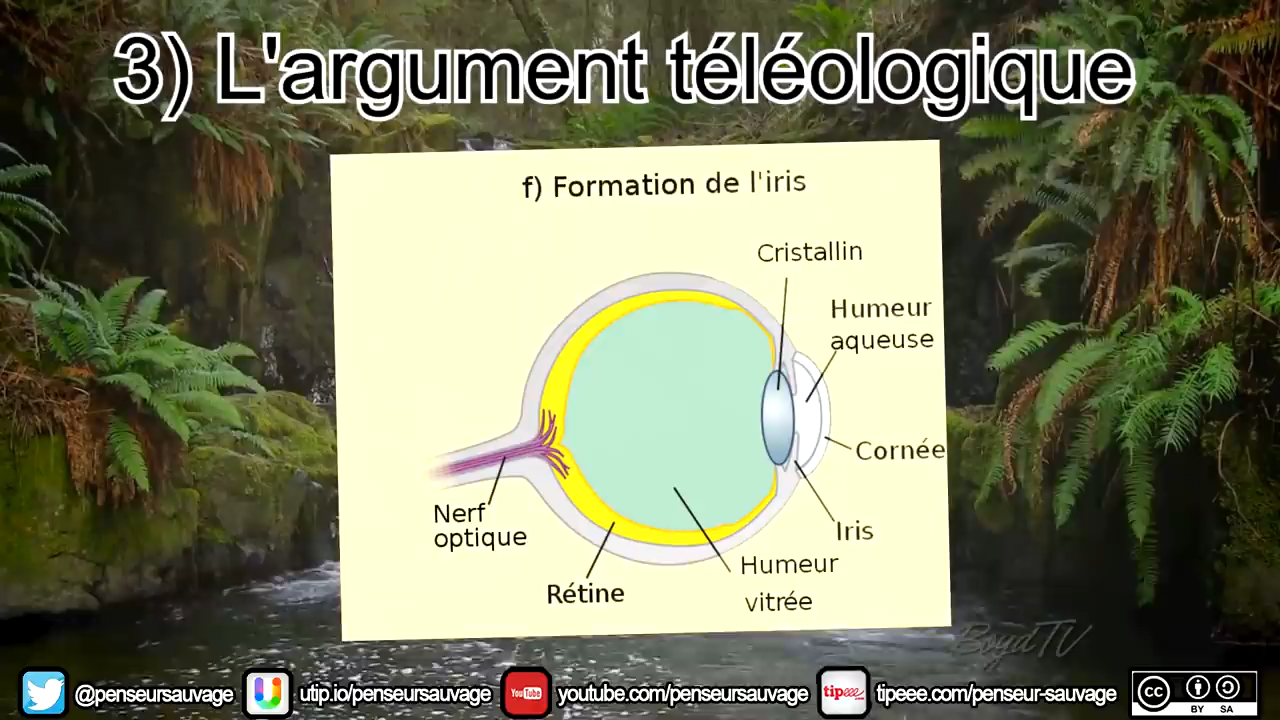 3) L'argument téléologique
f) Formation de l'iris
Cristallin
Humeur
aqueuse
Cornée
Iris
Humeur
vitrée
Rétine
Nerf
optique
BoydTV
@penseursauvage
utip.io/penseursauvage
YouTube
youtube.com/penseursauvage
tipeee
tipeee.com/penseur-sauvage
cc
BY SA